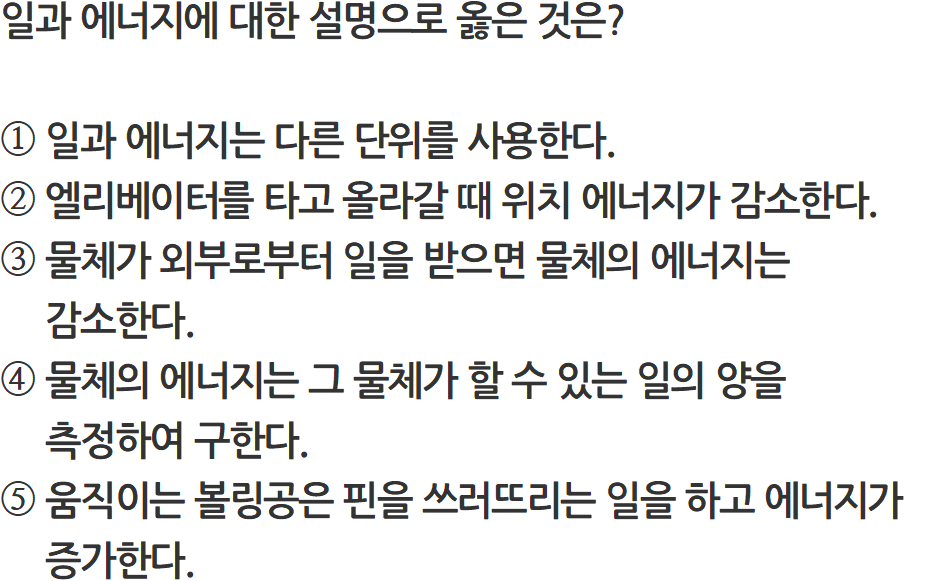 일과 에너지에 대한 설명으로 옳은 것은?
① 일과 에너지는 다른 단위를 사용한다.
② 엘리베이터를 타고 올라갈 때 위치 에너지가 감소한다.
③ 물체가 외부로부터 일을 받으면 물체의 에너지는
감소한다.
④ 물체의 에너지는 그 물체가 할 수 있는 일의 양을
측정하여 구한다.
⑤ 움직이는 볼링공은 핀을 쓰러뜨리는 일을 하고 에너지가
증가한다.